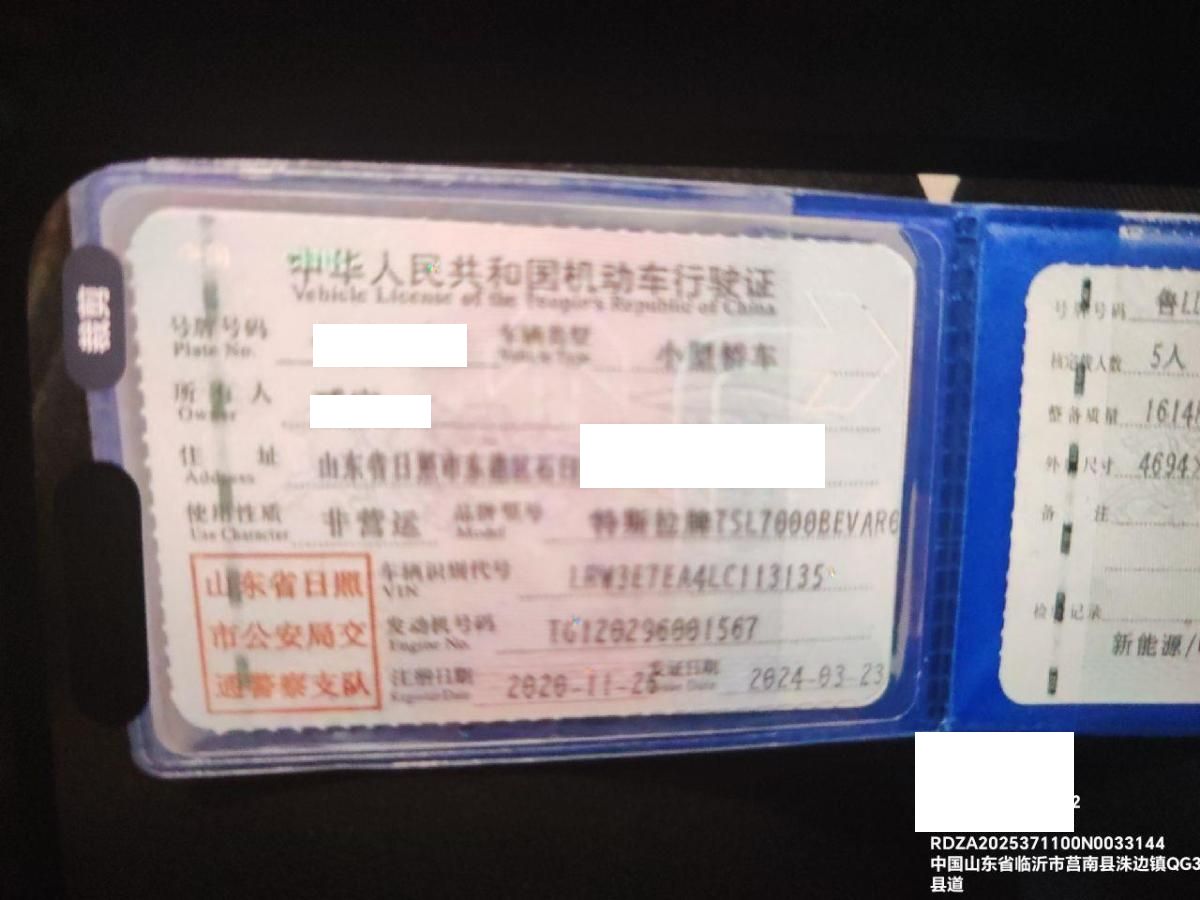 中华人民共和国机动车行驶证
Vehicle License of the People's Republic of China
号牌号码
Plate No.
车辆类型
小型轿车
所有人
Owner
住址
Address
山东省日照市东港区石臼
使用性质
Use Character
非营运
品牌型号
Model
特斯拉牌TSL7000BEVAR
山东省日照
市公安局交
通警察支队
车辆识别代号
VIN
LRW3E7EA4LC113135
发动机号码
Engine No.
TG120296001567
注册日期
Register Date
2020-11-26
发证日期
Issue Date
2024-03-23
号牌号码
鲁L
核定载人数
5人
整备质量
1614
外廓尺寸
4694X
备注
检验记录
新能源/
2
RDZA2025371100N0033144
中国山东省临沂市莒南县洙边镇QG3
县道